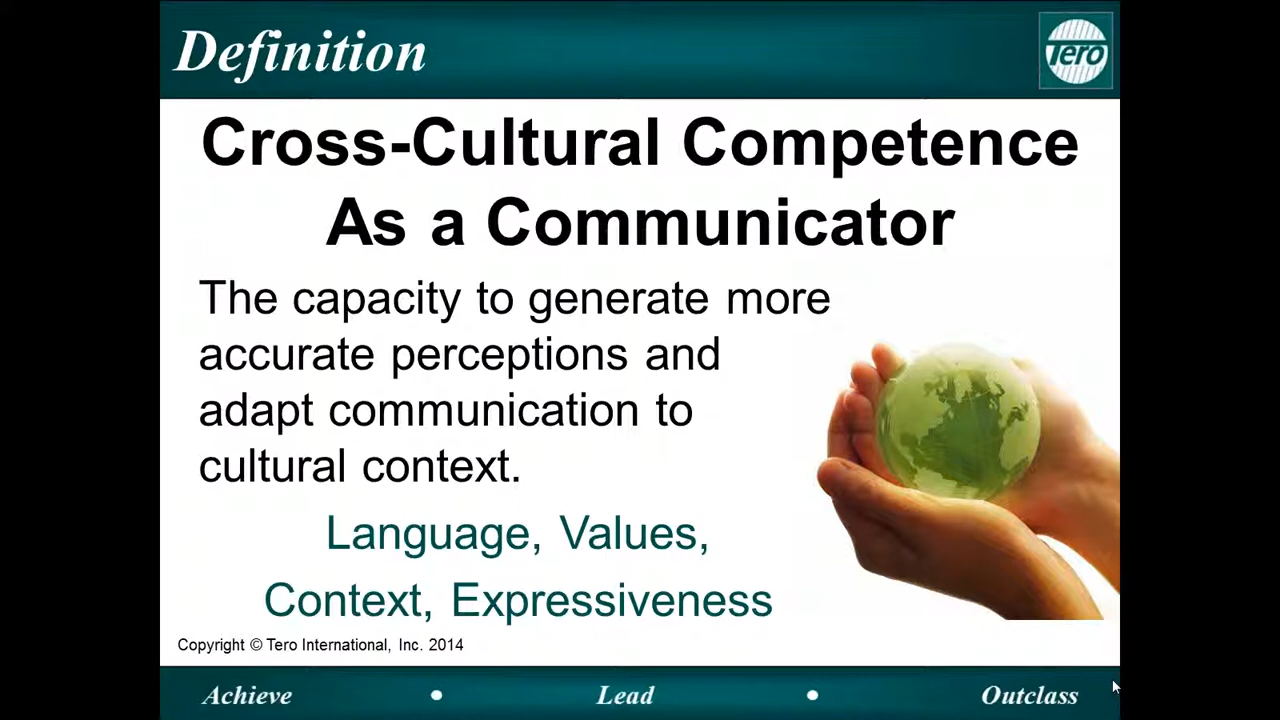 Definition
Tero
Cross-Cultural Competence
As a Communicator
The capacity to generate more
accurate perceptions and
adapt communication to
cultural context.
Language, Values,
Context, Expressiveness
Copyright © Tero International, Inc. 2014
Achieve • Lead • Outclass